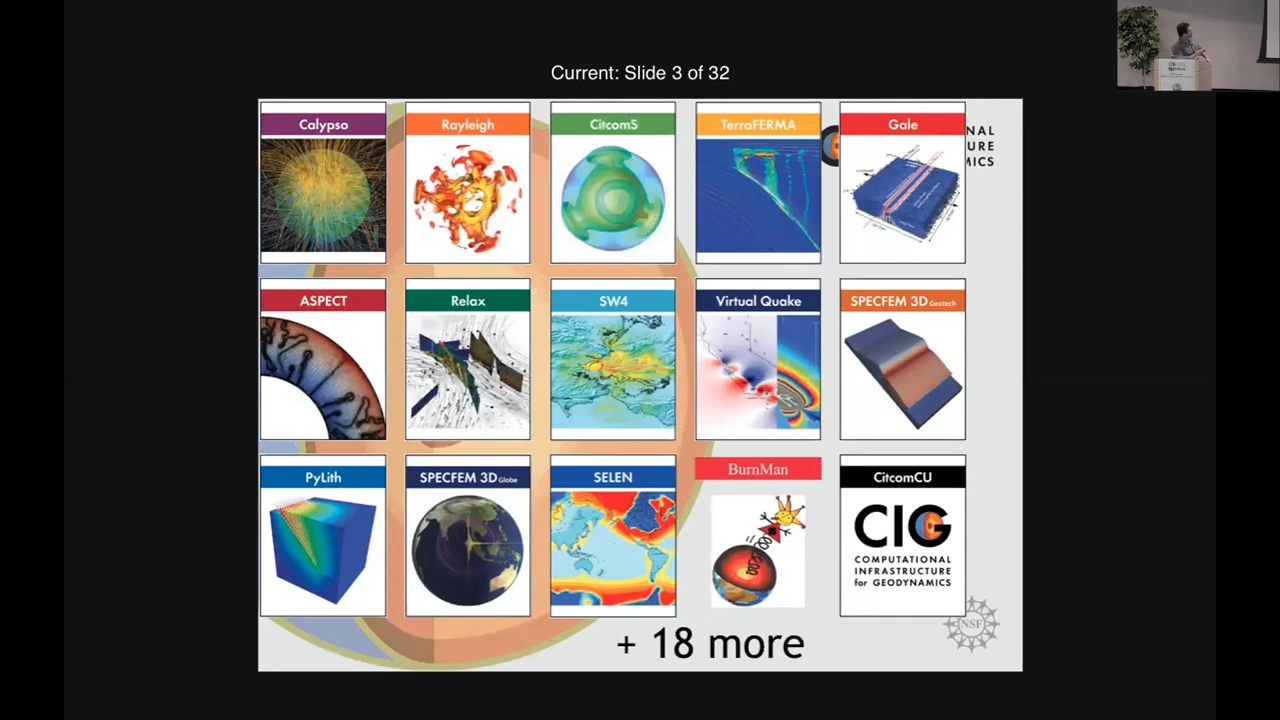 Current: Slide 3 of 32
Calypso
Rayleigh
CitcomS
TerraFERMA
Gale
NAL
URE
MICS
ASPECT
Relax
SW4
Virtual Quake
SPECFEM 3D Geotech
PyLith
SPECFEM 3D Globe
SELEN
BurnMan
CitcomCU
CIG
COMPUTATIONAL
INFRASTRUCTURE
for GEODYNAMICS
NSF
+ 18 more